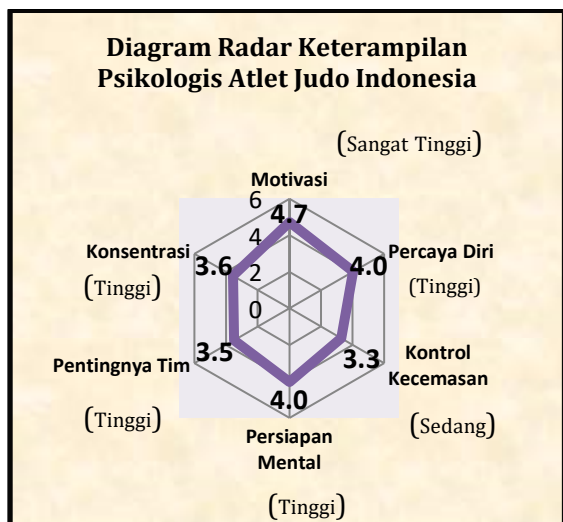 Diagram Radar Keterampilan
Psikologis Atlet Judo Indonesia
(Sangat Tinggi)
Motivasi
6
4.7
4
2
0
Percaya Diri
4.0
(Tinggi)
Kontrol
Kecemasan
3.3
(Sedang)
4.0
Persiapan
Mental
(Tinggi)
Pentingnya Tim
3.5
(Tinggi)
Konsentrasi
3.6
(Tinggi)